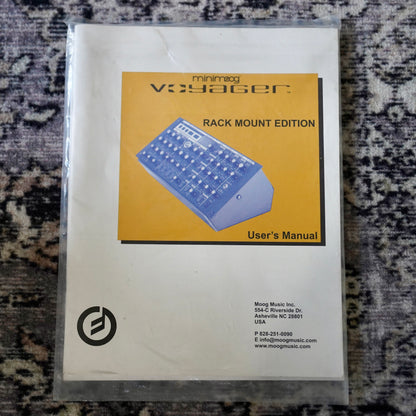 minimoog
VOYAGER
RACK MOUNT EDITION
User's Manual
Moog Music Inc.
554-C Riverside Dr.
Asheville NC 28801
USA
P 828-251-0090
E info@moogmusic.com
www.moogmusic.com